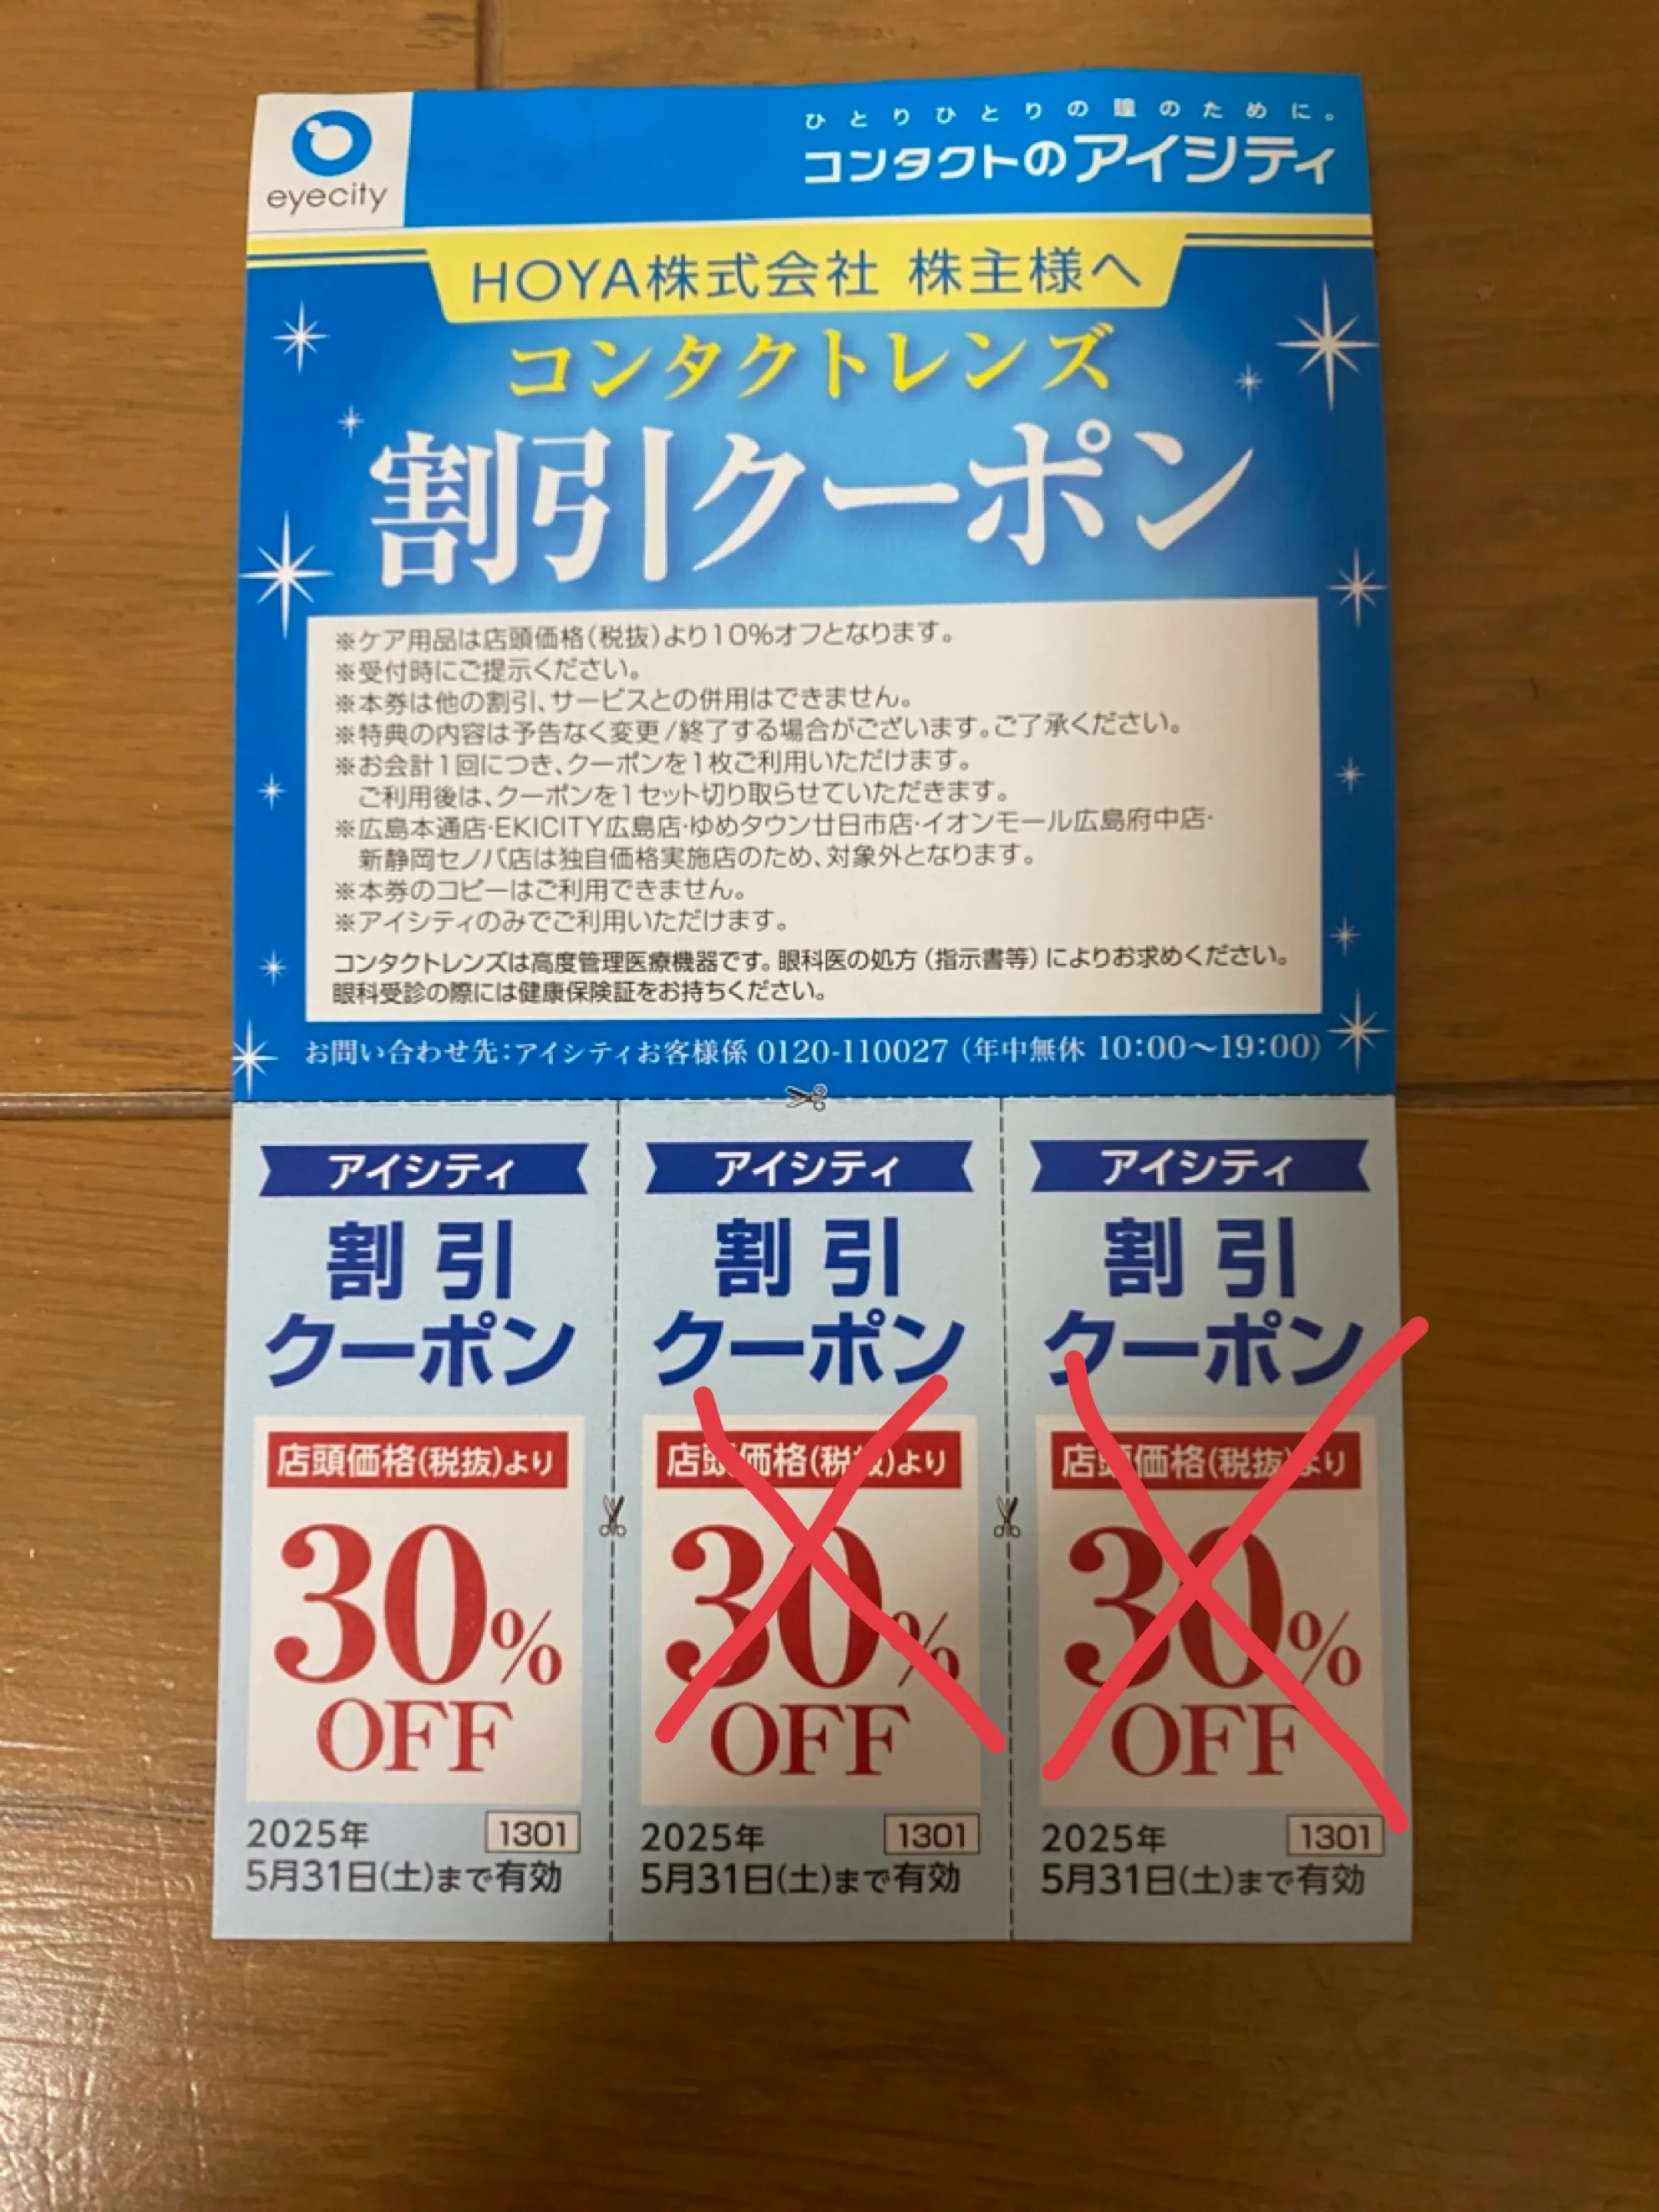 eyecity
ひとりひとりの瞳のために。
コンタクトのアイシティ
HOYA株式会社 株主様へ
コンタクトレンズ
割引クーポン
※ケア用品は店頭価格(税抜)より10%オフとなります。
※受付時にご提示ください。
※本券は他の割引、サービスとの併用はできません。
※特典の内容は予告なく変更/終了する場合がございます。ご了承ください。
※お会計1回につき、クーポンを1枚ご利用いただけます。
ご利用後は、クーポンを1セット切り取らせていただきます。
※広島本通店・EKICITY広島店・ゆめタウン廿日市店・イオンモール広島府中店・
新静岡セノバ店は独自価格実施店のため、対象外となります。
※本券のコピーはご利用できません。
※アイシティのみでご利用いただけます。
コンタクトレンズは高度管理医療機器です。眼科医の処方(指示書等)によりお求めください。
眼科受診の際には健康保険証をお持ちください。
お問い合わせ先:アイシティお客様係 0120-110027 (年中無休 10:00～19:00)
アイシティ
割引
クーポン
店頭価格(税抜)より
30%
OFF
2025年
1301
5月31日(土)まで有効
アイシティ
割引
クーポン
店頭価格(税抜)より
30%
OFF
2025年
1301
5月31日(土)まで有効
アイシティ
割引
クーポン
店頭価格(税抜)より
30%
OFF
2025年
1301
5月31日(土)まで有効